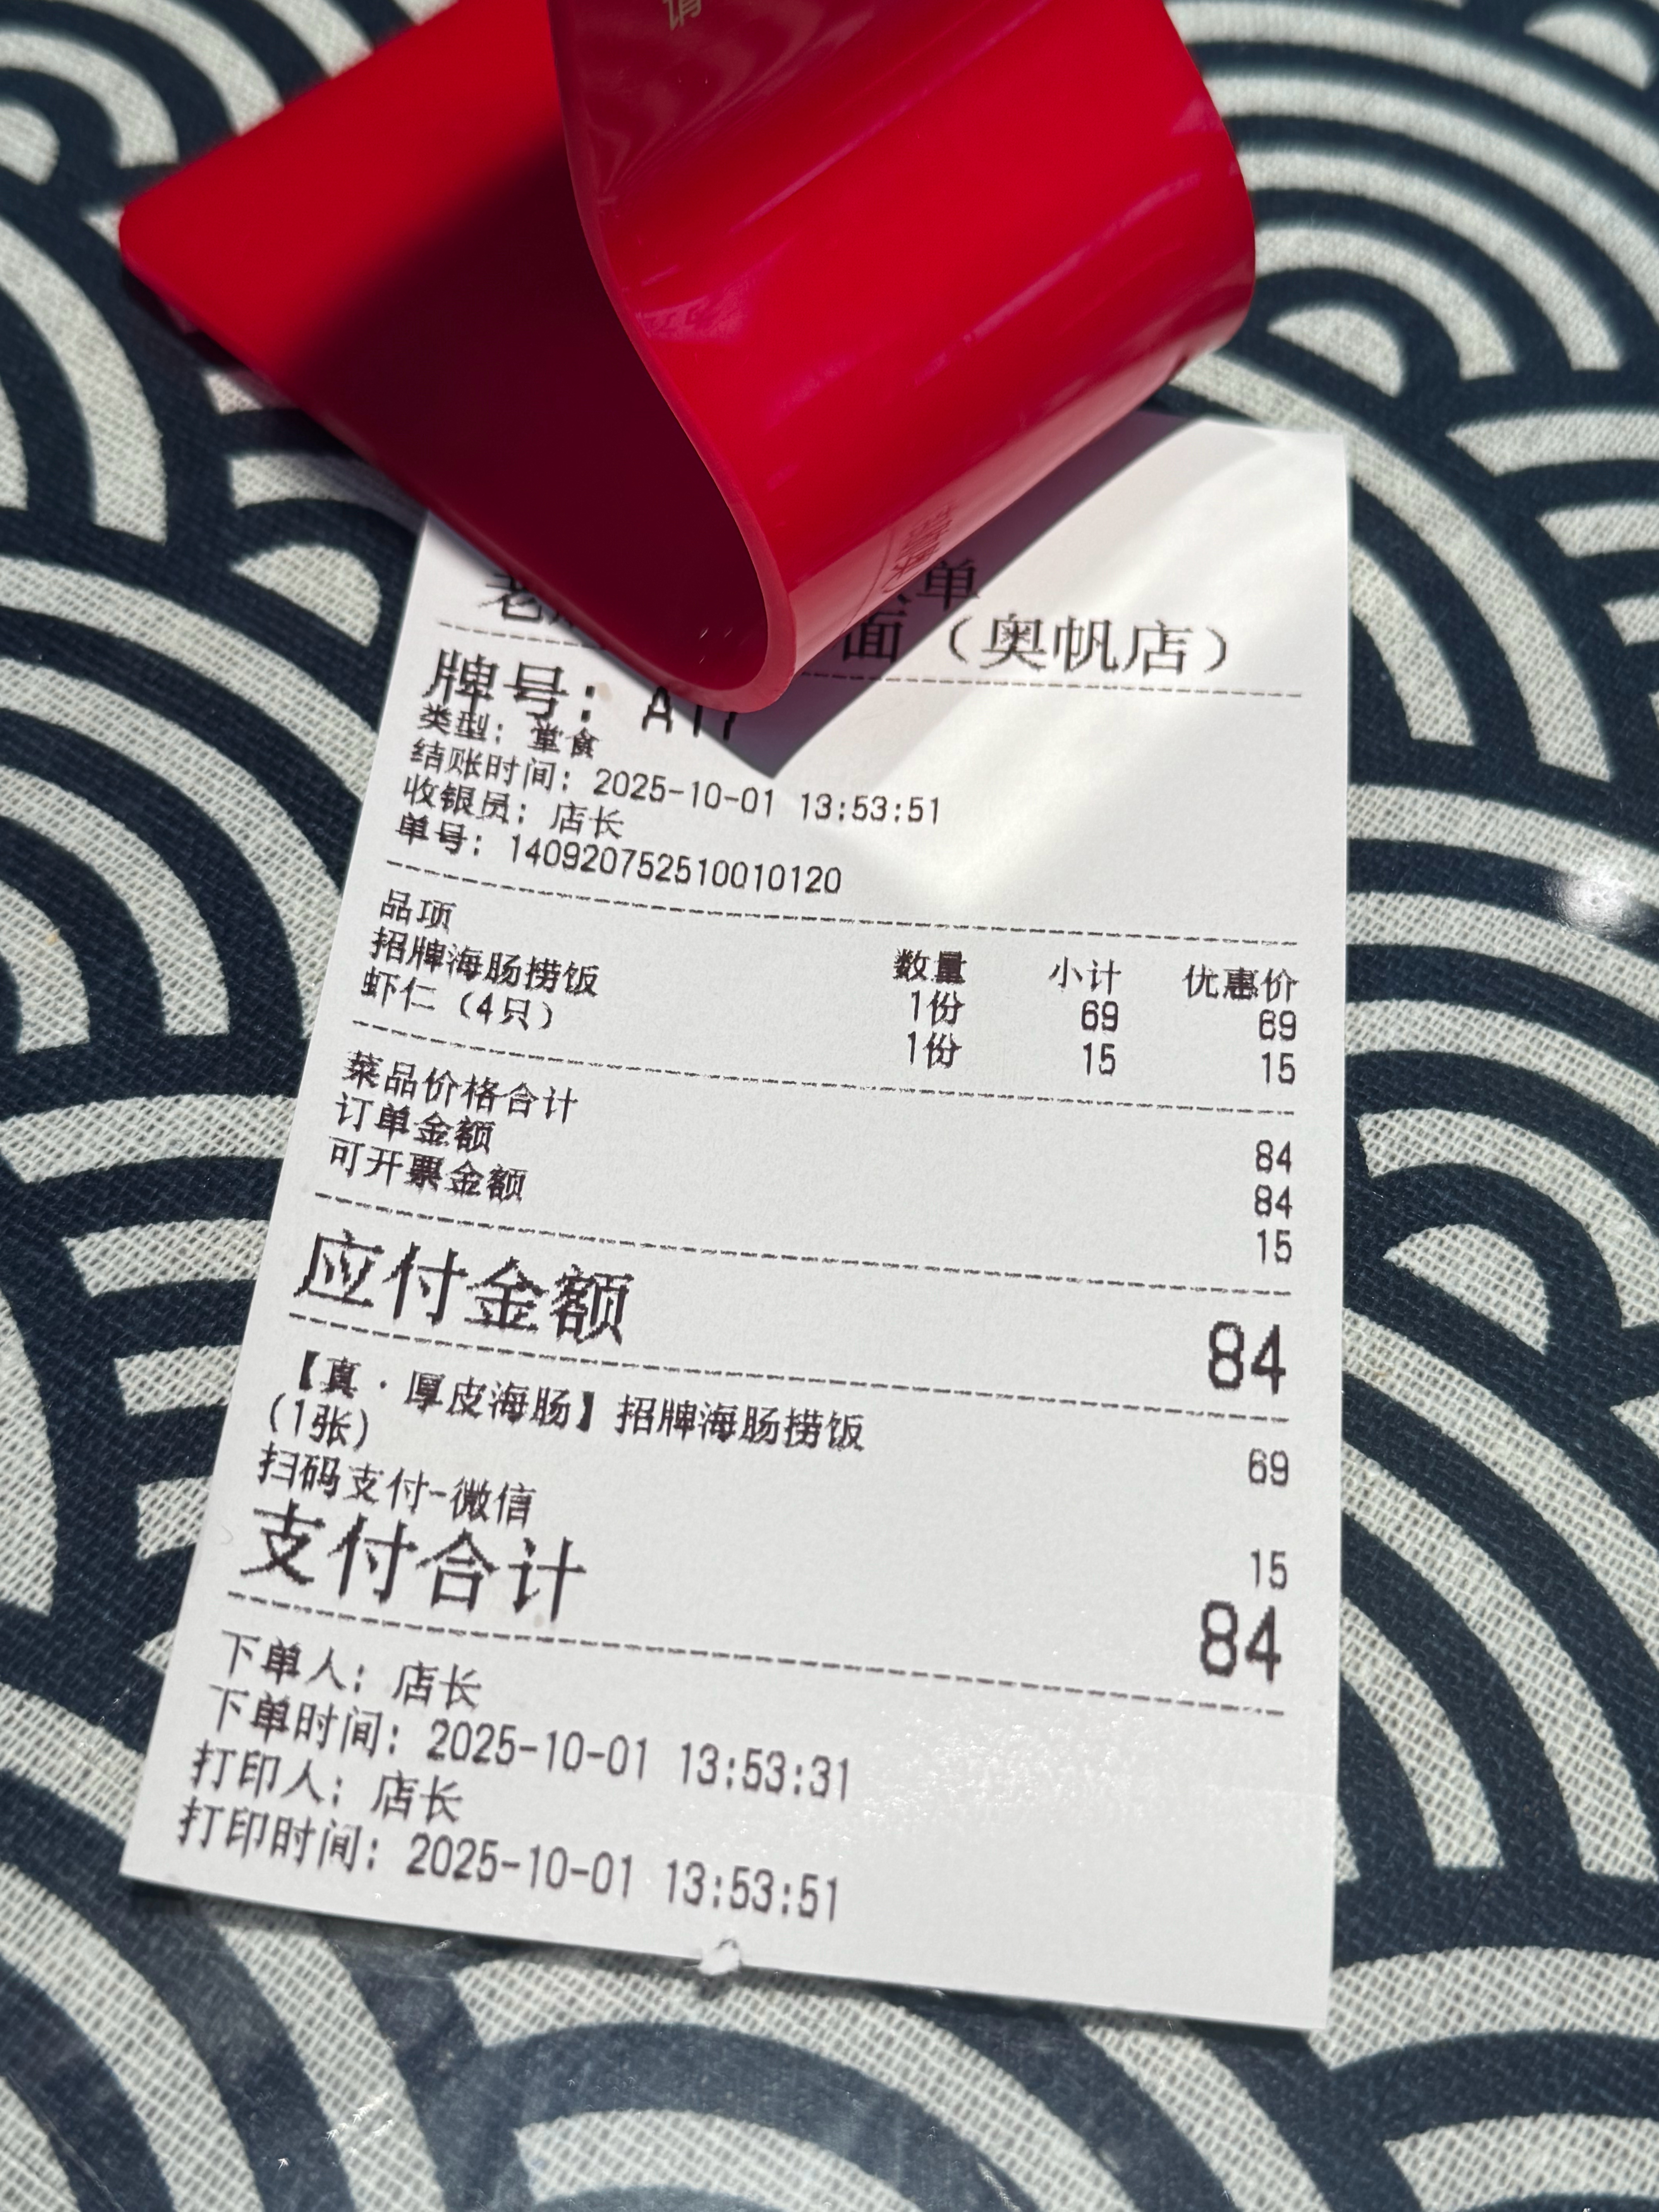 请
单
面（奥帆店）
牌号：A17
类型：堂食
结账时间：2025-10-01 13:53:51
收银员：店长
单号：140920752510010120
品项 数量 小计 优惠价
招牌海肠捞饭 1份 69 69
虾仁（4只） 1份 15 15
菜品价格合计 84
订单金额 84
可开票金额 15
应付金额 84
【真·厚皮海肠】招牌海肠捞饭 69
(1张)
扫码支付-微信 15
支付合计 84
下单人：店长
下单时间：2025-10-01 13:53:31
打印人：店长
打印时间：2025-10-01 13:53:51